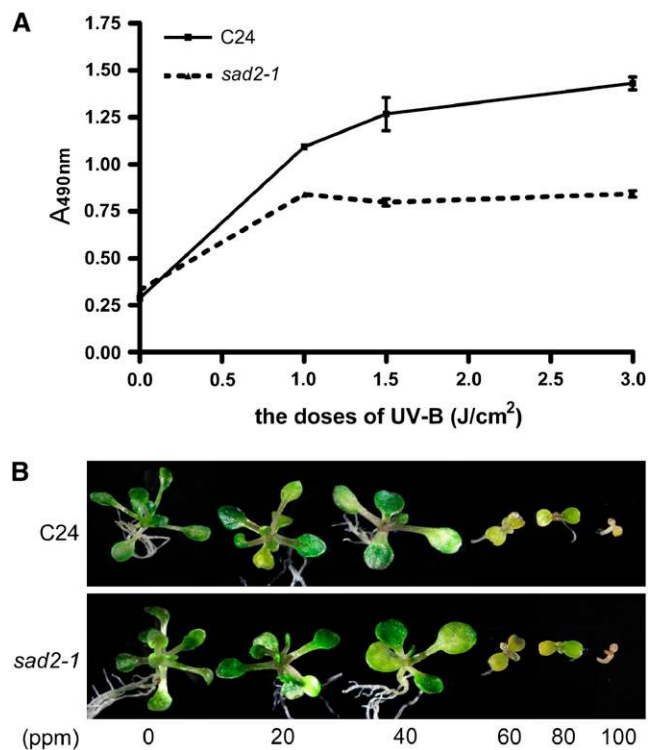 A
C24
sad2-1
A490nm
1.75
1.50
1.25
1.00
0.75
0.50
0.25
0.00
0.0 0.5 1.0 1.5 2.0 2.5 3.0
the doses of UV-B (J/cm²)
B
C24
sad2-1
(ppm) 0 20 40 60 80 100